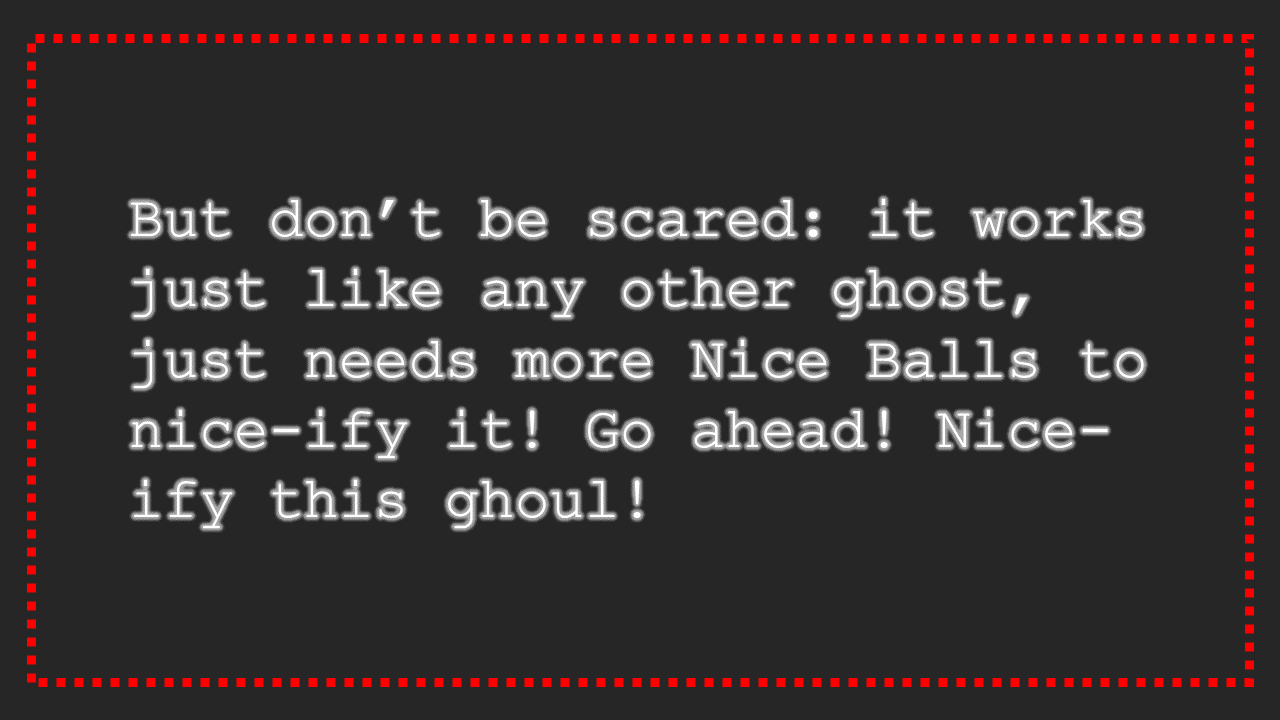 But don’t be scared: it works
just like any other ghost,
just needs more Nice Balls to
nice-ify it! Go ahead! Nice-
ify this ghoul!